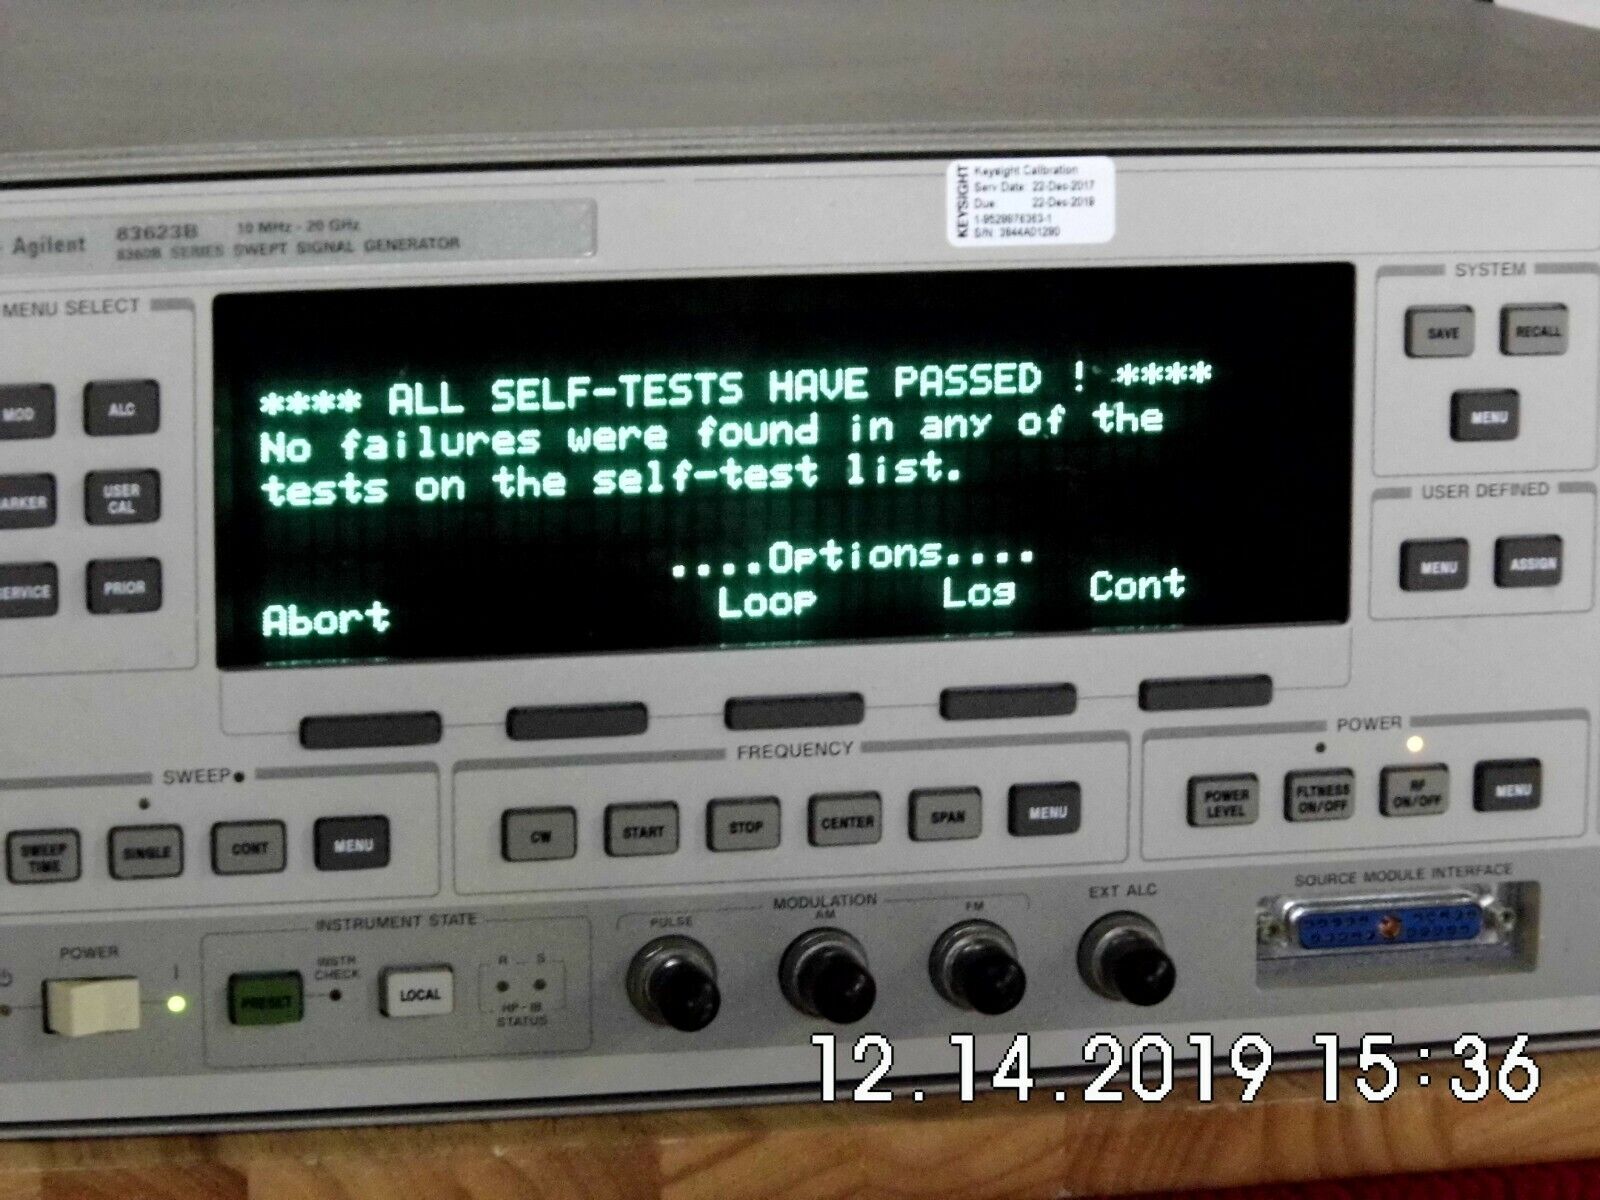 KEYSIGHT
Keysight Calibration
Serv Date: 22-Dec-2017
Due 22-Dec-2019
S/N: 3844A01290
Agilent 83623B 10 MHz - 20 GHz
8360B SERIES SWEPT SIGNAL GENERATOR
MENU SELECT
MOD
ALC
USER CAL
PRIOR
**** ALL SELF-TESTS HAVE PASSED ! ****
No failures were found in any of the
tests on the self-test list.
....Options....
Abort Loop Log Cont
SYSTEM
SAVE RECALL
MENU
USER DEFINED
MENU ASSIGN
SWEEP
SWEEP TIME
SINGLE
CONT
MENU
FREQUENCY
CW
START
STOP
CENTER
SPAN
MENU
POWER
POWER LEVEL
FLTNESS ON/OFF
RF ON/OFF
MENU
POWER
INSTRUMENT STATE
PRESET
INSTR CHECK
LOCAL
R S
HP-IB
STATUS
MODULATION
PULSE
AM
FM
EXT ALC
SOURCE MODULE INTERFACE
12.14.2019 15:36